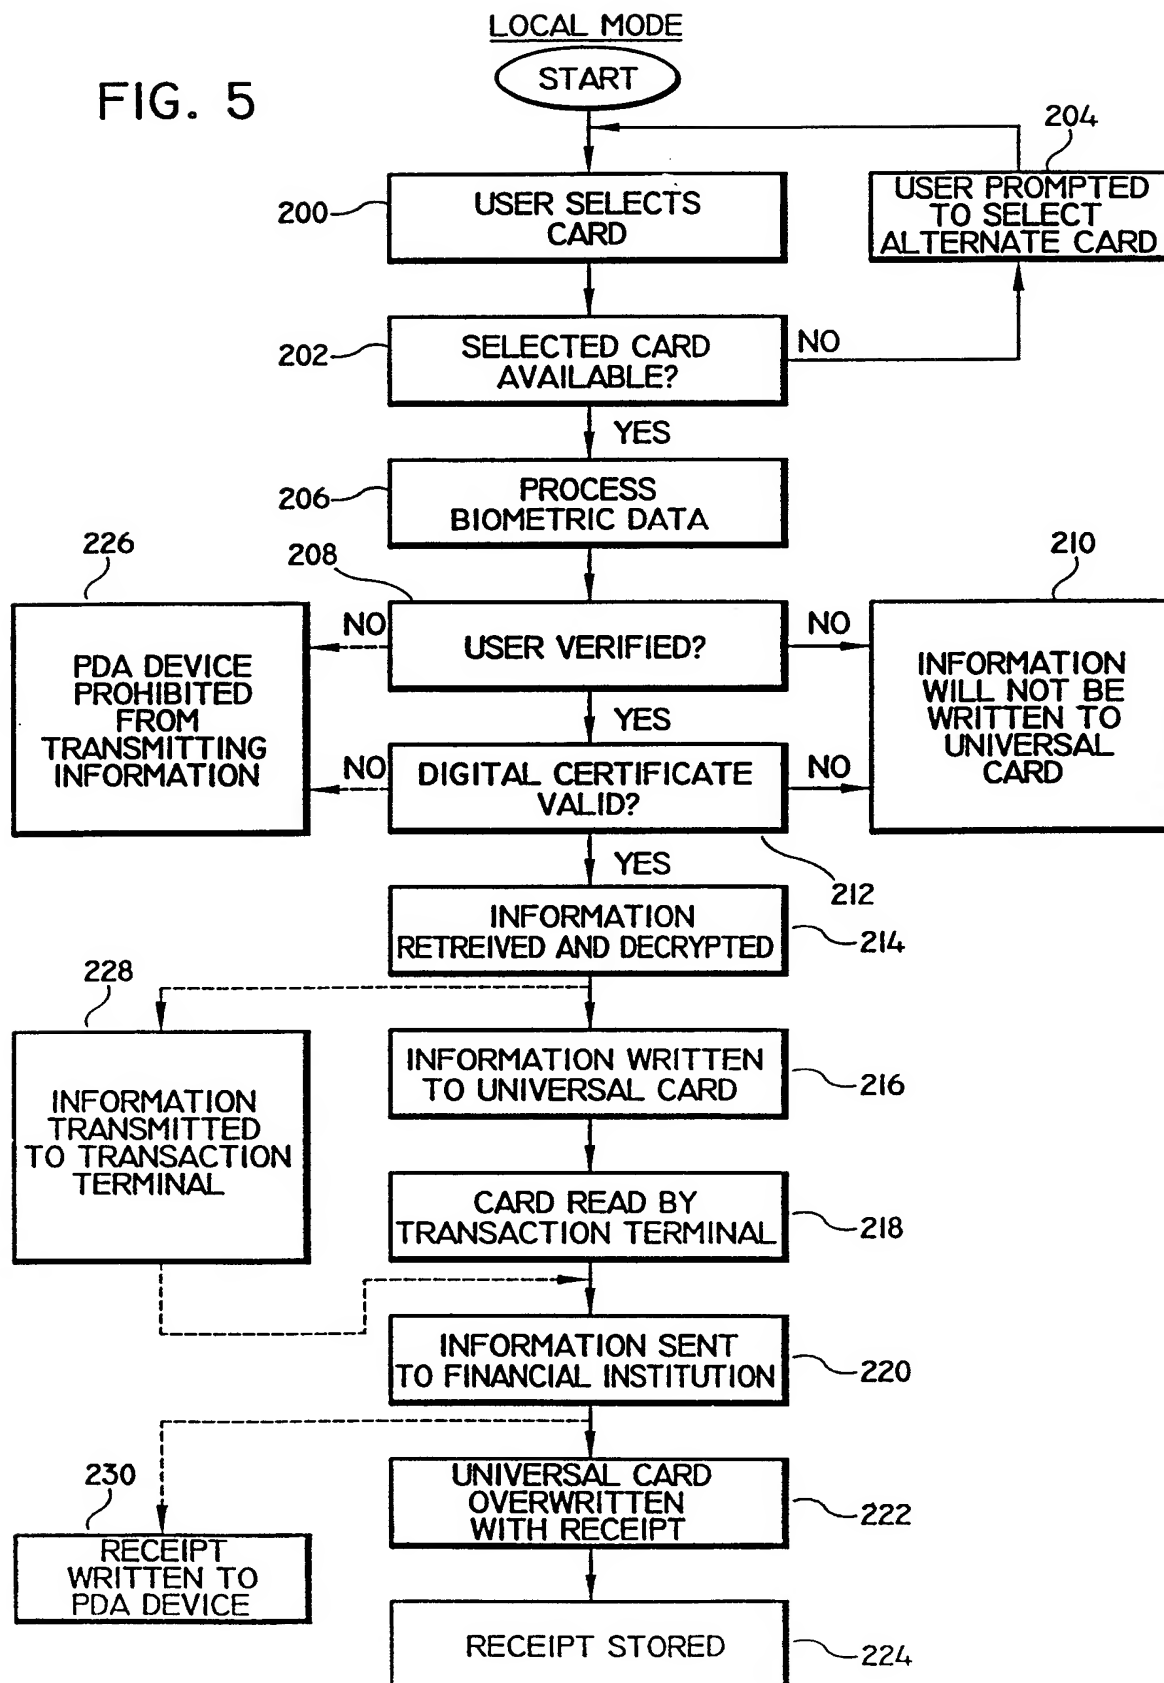 LOCAL MODE
START
FIG. 5
204
200
USER SELECTS
CARD
USER PROMPTED
TO SELECT
ALTERNATE CARD
202
SELECTED CARD
AVAILABLE?
NO
YES
206
PROCESS
BIOMETRIC DATA
226
208
210
PDA DEVICE
PROHIBITED
FROM
TRANSMITTING
INFORMATION
NO
USER VERIFIED?
NO
INFORMATION
WILL NOT BE
WRITTEN TO
UNIVERSAL
CARD
YES
NO
DIGITAL CERTIFICATE
VALID?
NO
YES
212
INFORMATION
RETREIVED AND DECRYPTED
214
228
INFORMATION
TRANSMITTED
TO TRANSACTION
TERMINAL
INFORMATION WRITTEN
TO UNIVERSAL CARD
216
CARD READ BY
TRANSACTION TERMINAL
218
INFORMATION SENT
TO FINANCIAL INSTITUTION
220
230
UNIVERSAL CARD
OVERWRITTEN
WITH RECEIPT
222
RECEIPT
WRITTEN TO
PDA DEVICE
RECEIPT STORED
224